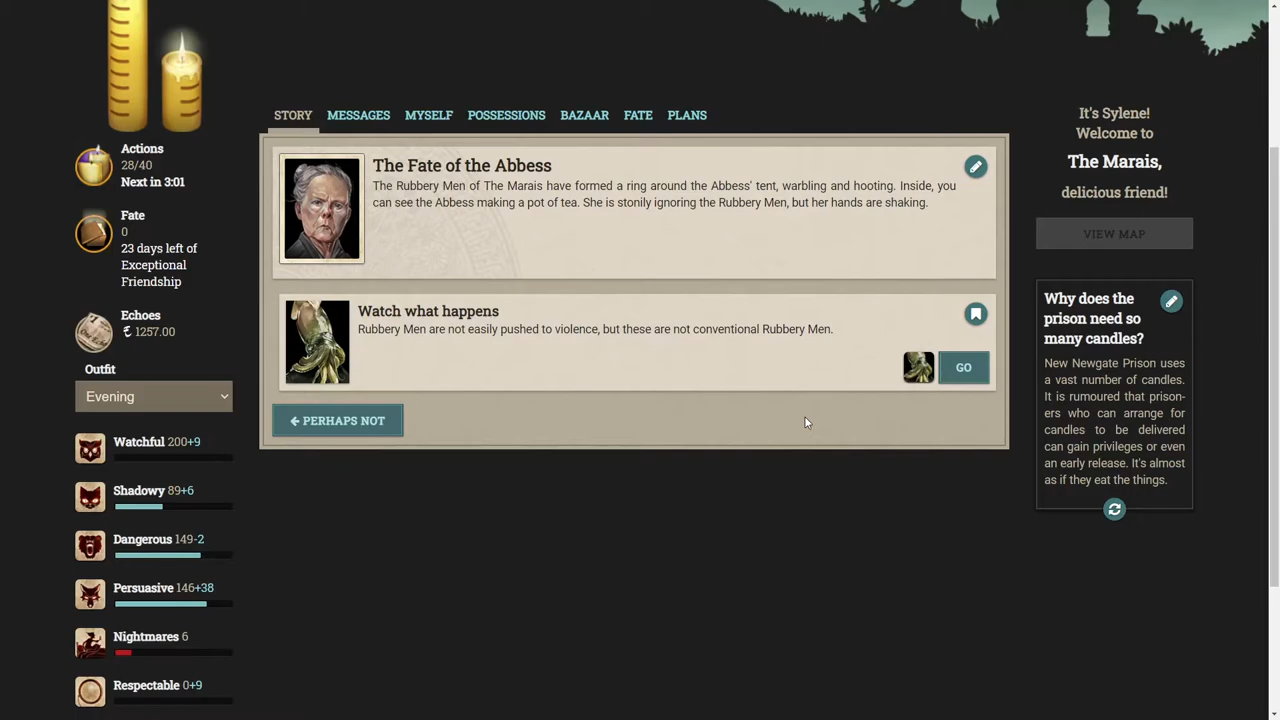 Actions
28/40
Next in 3:01
Fate
0
23 days left of
Exceptional
Friendship
Echoes
1257.00
Outfit
Evening
Watchful 200+9
Shadowy 89+6
Dangerous 149-2
Persuasive 146+38
Nightmares 6
Respectable 0+9
STORY MESSAGES MYSELF POSSESSIONS BAZAAR FATE PLANS
The Fate of the Abbess
The Rubbery Men of The Marais have formed a ring around the Abbess' tent, warbling and hooting. Inside, you
can see the Abbess making a pot of tea. She is stonily ignoring the Rubbery Men, but her hands are shaking.
Watch what happens
Rubbery Men are not easily pushed to violence, but these are not conventional Rubbery Men.
GO
PERHAPS NOT
It's Sylene!
Welcome to
The Marais,
delicious friend!
VIEW MAP
Why does the
prison need so
many candles?
New Newgate Prison uses
a vast number of candles.
It is rumoured that prison-
ers who can arrange for
candles to be delivered
can gain privileges or even
an early release. It's almost
as if they eat the things.